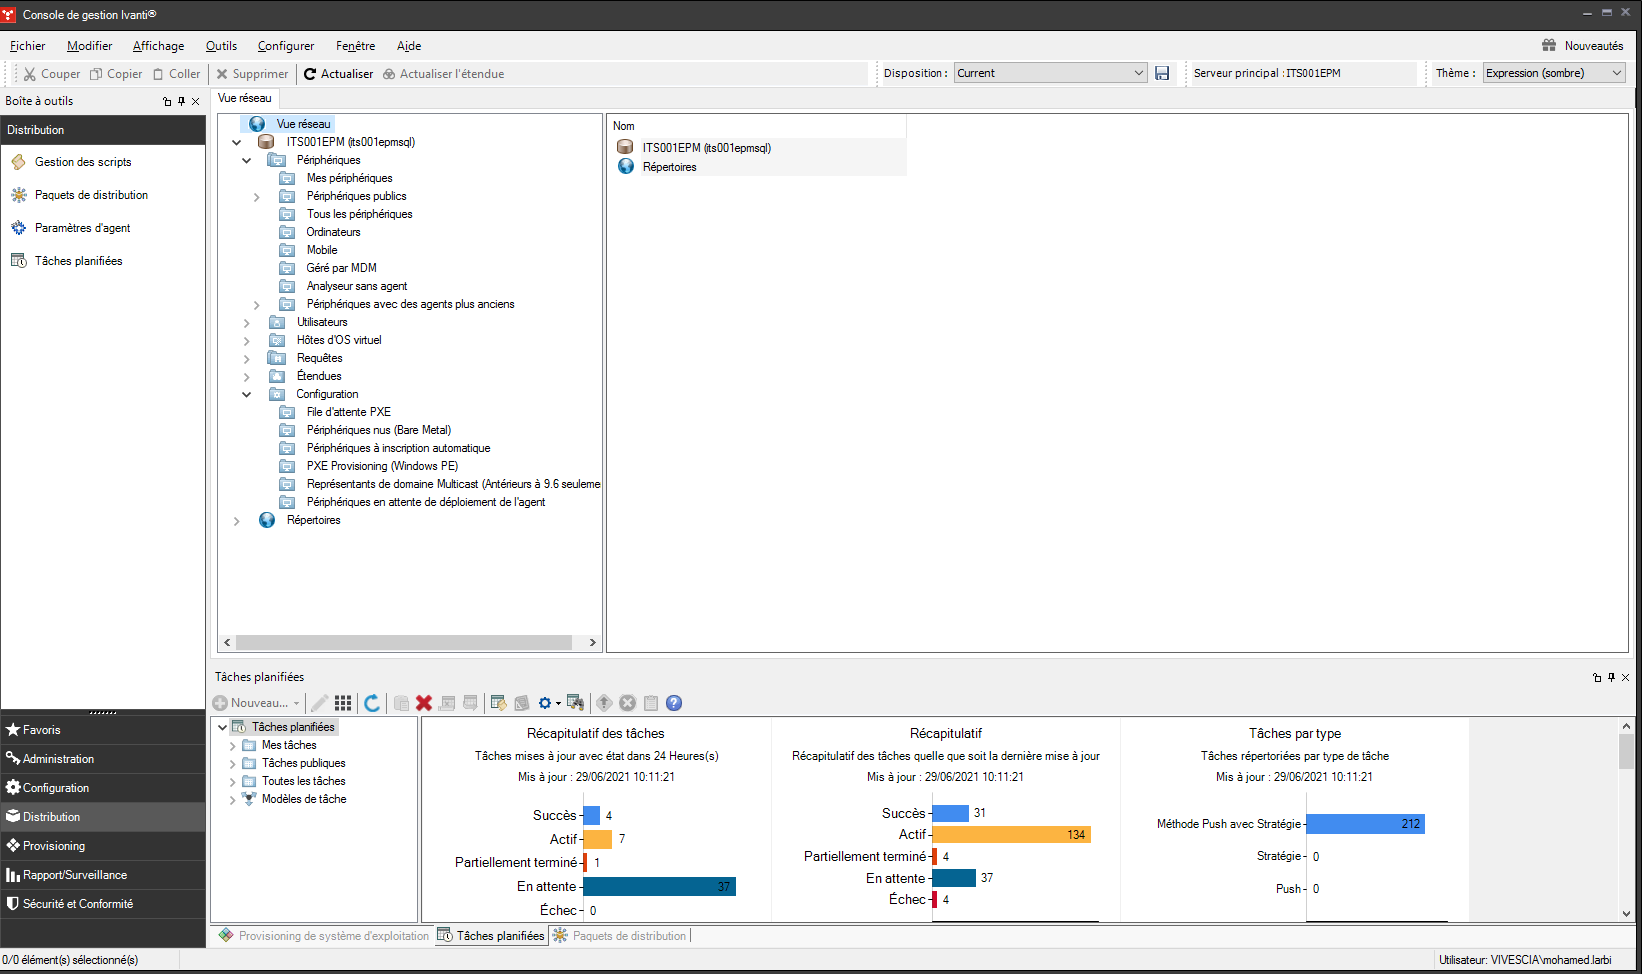 Console de gestion Ivanti®
Fichier Modifier Affichage Outils Configurer Fenêtre Aide Nouveautés
Couper Copier Coller Supprimer Actualiser Actualiser l'étendue Disposition : Current Serveur principal :ITS001EPM Thème : Expression (sombre)
Boîte à outils
Distribution
Gestion des scripts
Paquets de distribution
Paramètres d'agent
Tâches planifiées
Favoris
Administration
Configuration
Distribution
Provisioning
Rapport/Surveillance
Sécurité et Conformité
Vue réseau
Vue réseau
ITS001EPM (its001epmsql)
Périphériques
Mes périphériques
Périphériques publics
Tous les périphériques
Ordinateurs
Mobile
Géré par MDM
Analyseur sans agent
Périphériques avec des agents plus anciens
Utilisateurs
Hôtes d'OS virtuel
Requêtes
Étendues
Configuration
File d'attente PXE
Périphériques nus (Bare Metal)
Périphériques à inscription automatique
PXE Provisioning (Windows PE)
Représentants de domaine Multicast (Antérieurs à 9.6 seuleme
Périphériques en attente de déploiement de l'agent
Répertoires
Nom
ITS001EPM (its001epmsql)
Répertoires
Tâches planifiées
Nouveau...
Tâches planifiées
Mes tâches
Tâches publiques
Toutes les tâches
Modèles de tâche
Récapitulatif des tâches
Tâches mises à jour avec état dans 24 Heures(s)
Mis à jour : 29/06/2021 10:11:21
Succès 4
Actif 7
Partiellement terminé 1
En attente 37
Échec 0
Récapitulatif
Récapitulatif des tâches quelle que soit la dernière mise à jour
Mis à jour : 29/06/2021 10:11:21
Succès 31
Actif 134
Partiellement terminé 4
En attente 37
Échec 4
Tâches par type
Tâches répertoriées par type de tâche
Mis à jour : 29/06/2021 10:11:21
Méthode Push avec Stratégie 212
Stratégie 0
Push 0
Provisioning de système d'exploitation Tâches planifiées Paquets de distribution
0/0 élément(s) sélectionné(s) Utilisateur: VIVESCIA\mohamed.larbi